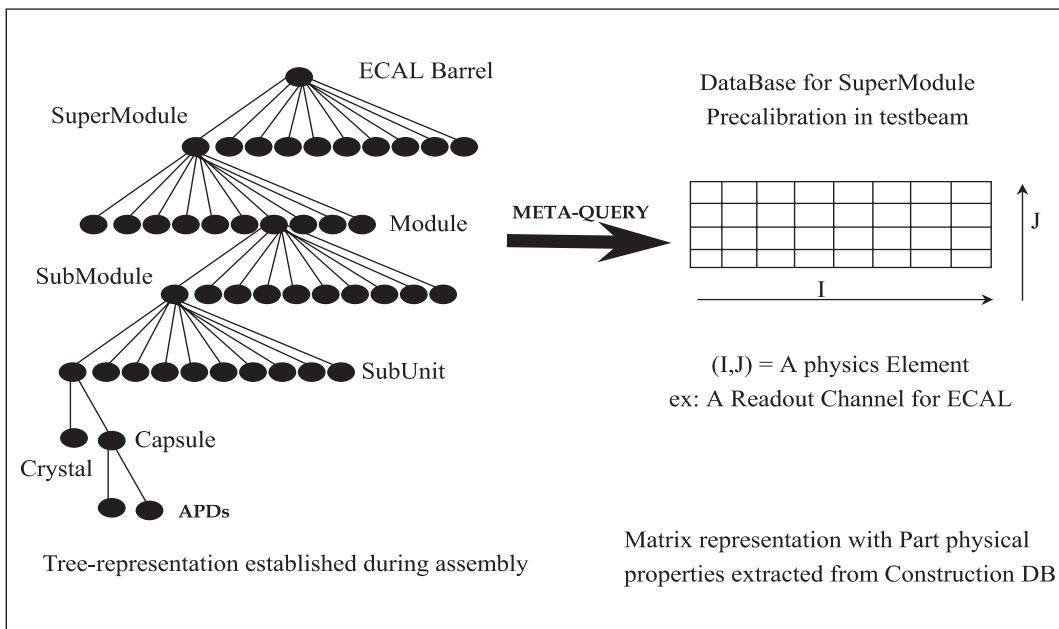 ECAL Barrel
SuperModule
Module
SubModule
SubUnit
Capsule
Crystal
APDs
Tree-representation established during assembly
META-QUERY
DataBase for SuperModule
Precalibration in testbeam
J
I
(I,J) = A physics Element
ex: A Readout Channel for ECAL
Matrix representation with Part physical
properties extracted from Construction DB